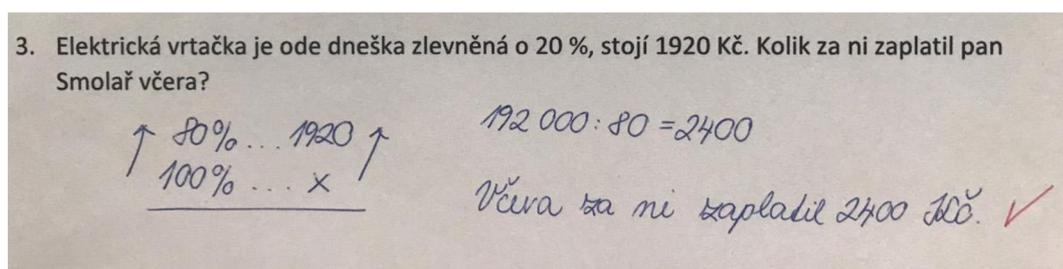 3. Elektrická vrtačka je ode dneška zlevněná o 20 %, stojí 1920 Kč. Kolik za ni zaplatil pan
Smolař včera?
80% ... 1920
100% ... x
192 000 : 80 = 2400
Včera za ni zaplatil 2400 Kč.